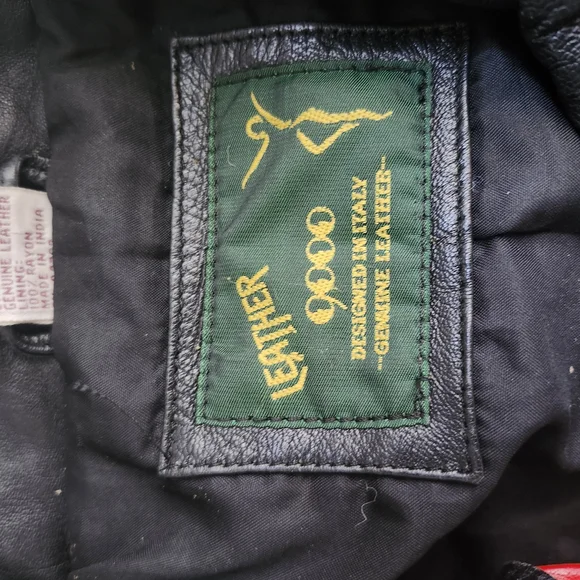 LEATHER
9000
DESIGNED IN ITALY
--GENUINE LEATHER--
GENUINE LEATHER
LINING:
100% RAYON
MADE IN INDIA